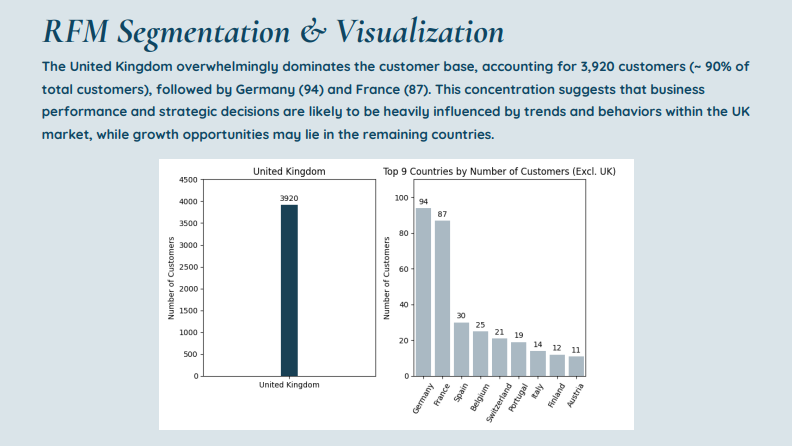 RFM Segmentation & Visualization
The United Kingdom overwhelmingly dominates the customer base, accounting for 3,920 customers (~ 90% of
total customers), followed by Germany (94) and France (87). This concentration suggests that business
performance and strategic decisions are likely to be heavily influenced by trends and behaviors within the UK
market, while growth opportunities may lie in the remaining countries.
United Kingdom
Number of Customers
4500
4000
3500
3000
2500
2000
1500
1000
500
0
3920
United Kingdom
Top 9 Countries by Number of Customers (Excl. UK)
Number of Customers
100
80
60
40
20
0
94
87
30
25
21
19
14
12
11
Germany
France
Spain
Belgium
Switzerland
Portugal
Italy
Finland
Austria